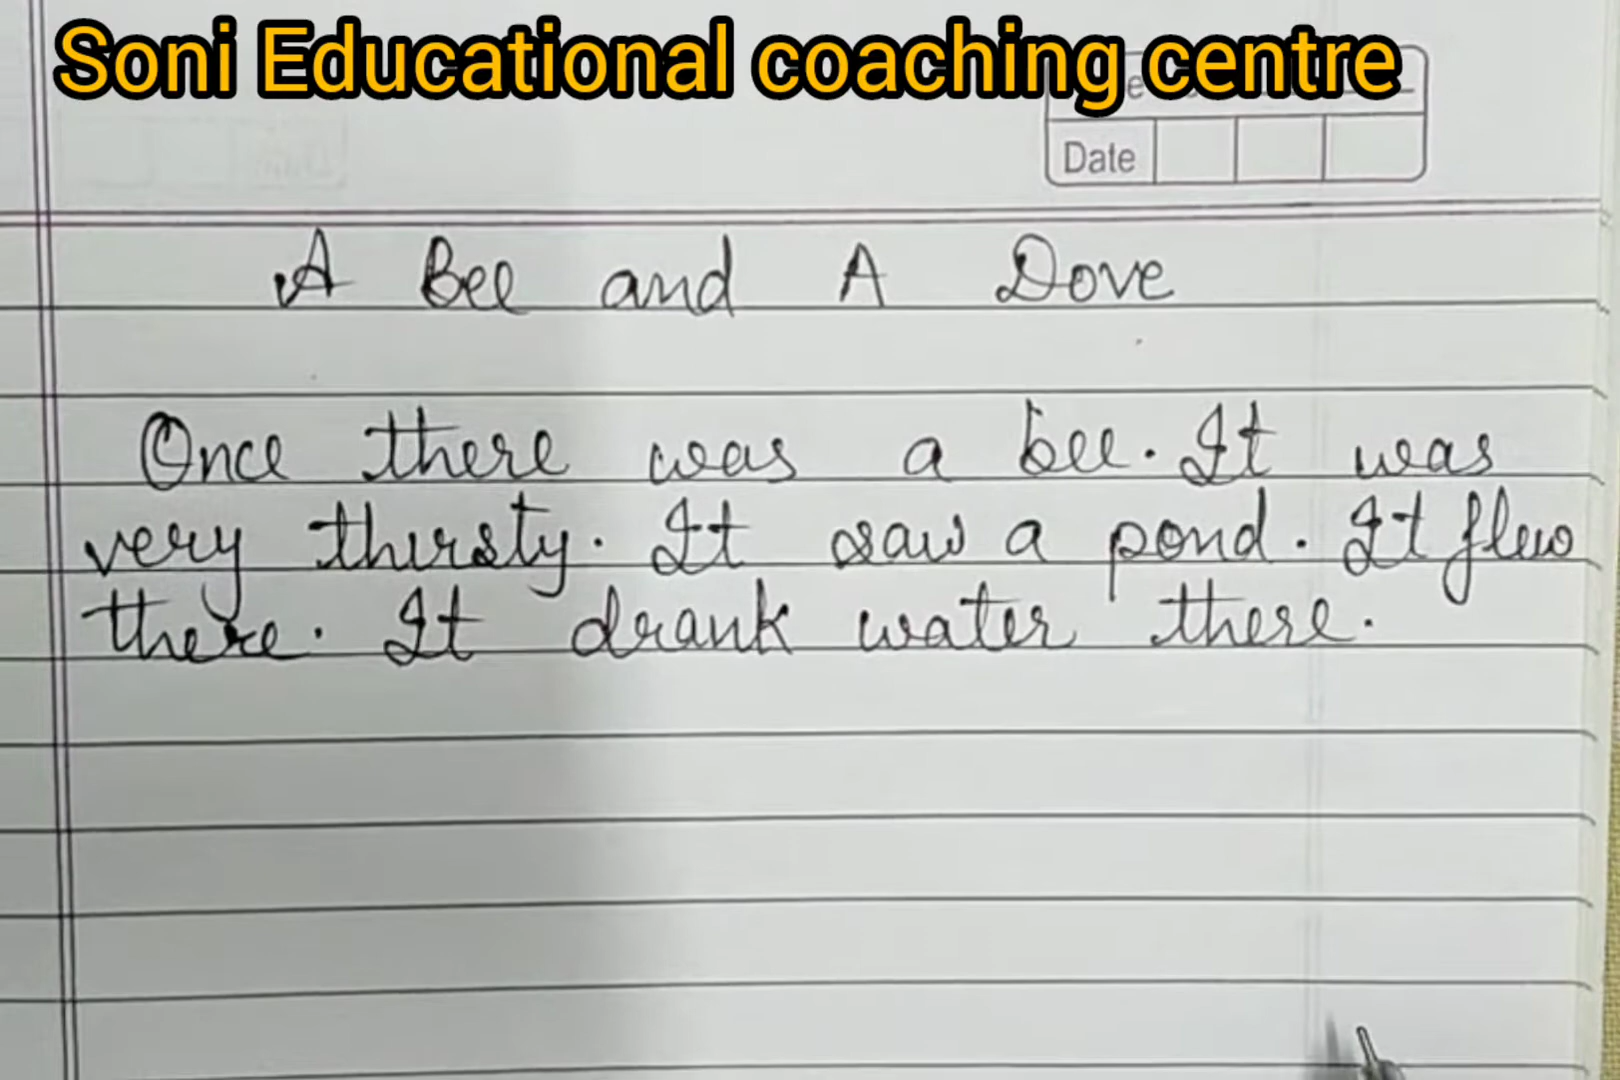 Soni Educational coaching centre
Date
A Bee and A Dove
Once there was a bee. It was
very thirsty. It saw a pond. It flew
there. It drank water there.